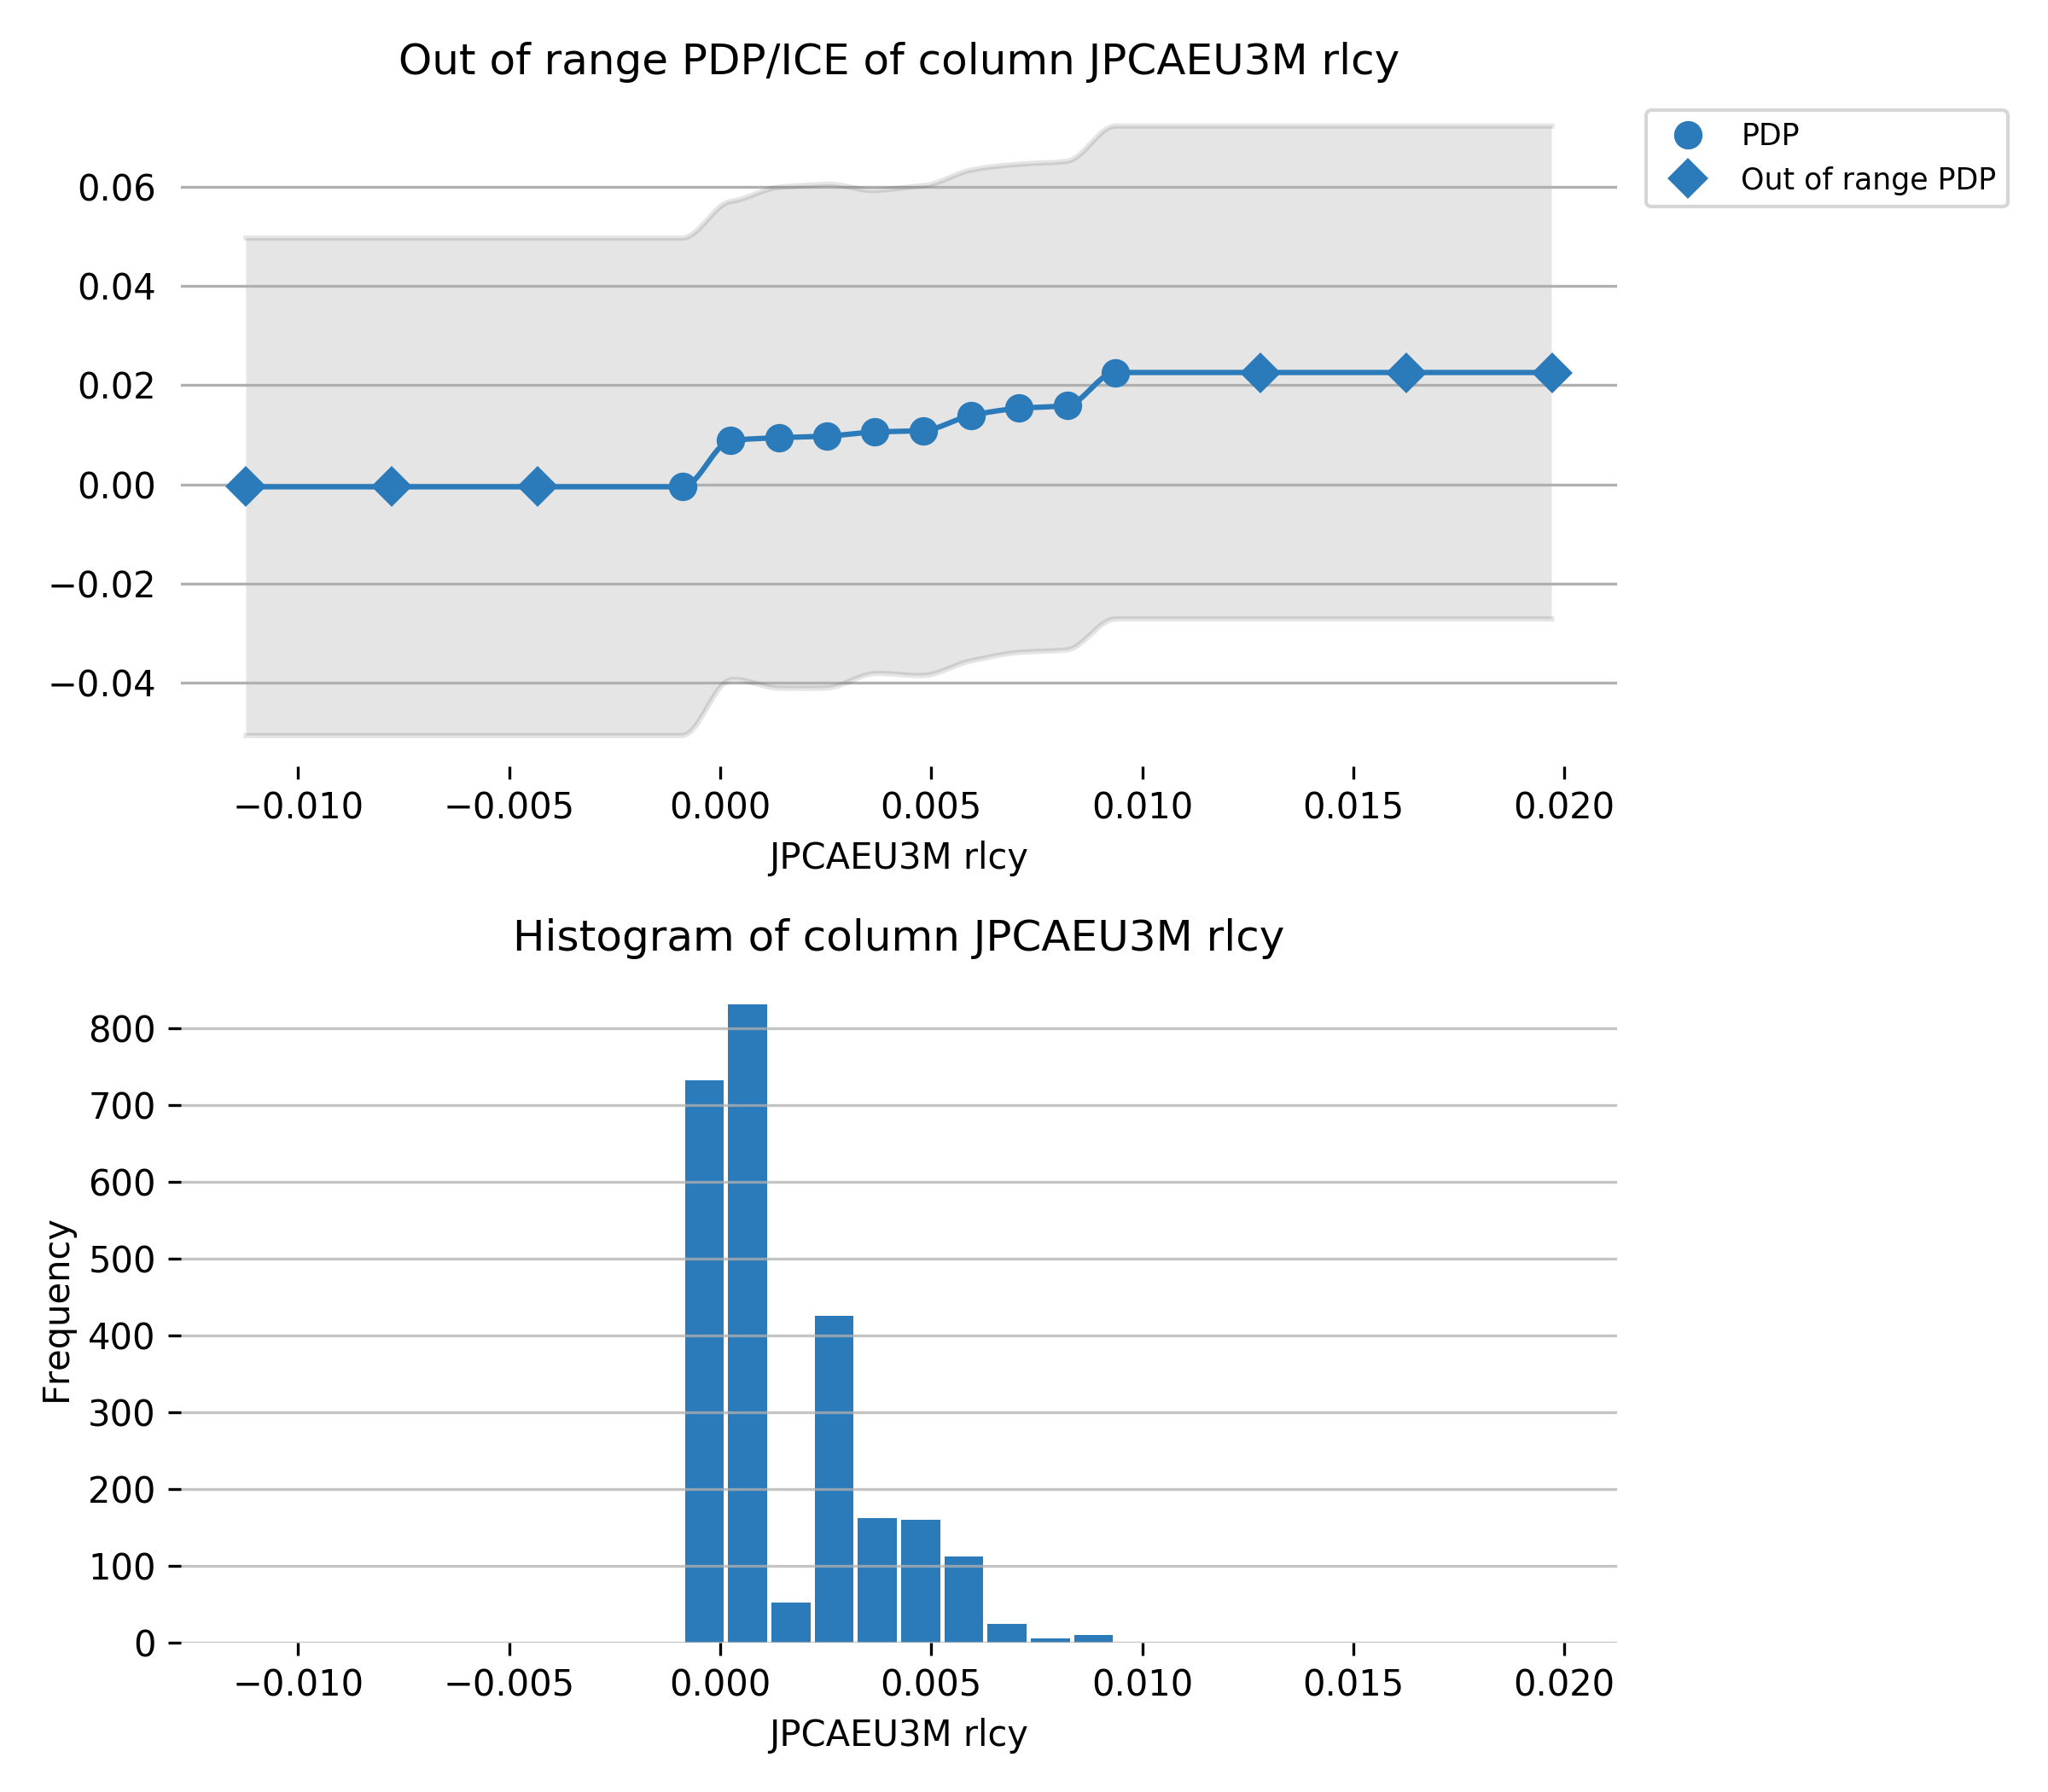 Out of range PDP/ICE of column JPCAEU3M rlcy
PDP
Out of range PDP
0.06
0.04
0.02
0.00
−0.02
−0.04
−0.010 −0.005 0.000 0.005 0.010 0.015 0.020
JPCAEU3M rlcy
Histogram of column JPCAEU3M rlcy
Frequency
800
700
600
500
400
300
200
100
0
−0.010 −0.005 0.000 0.005 0.010 0.015 0.020
JPCAEU3M rlcy